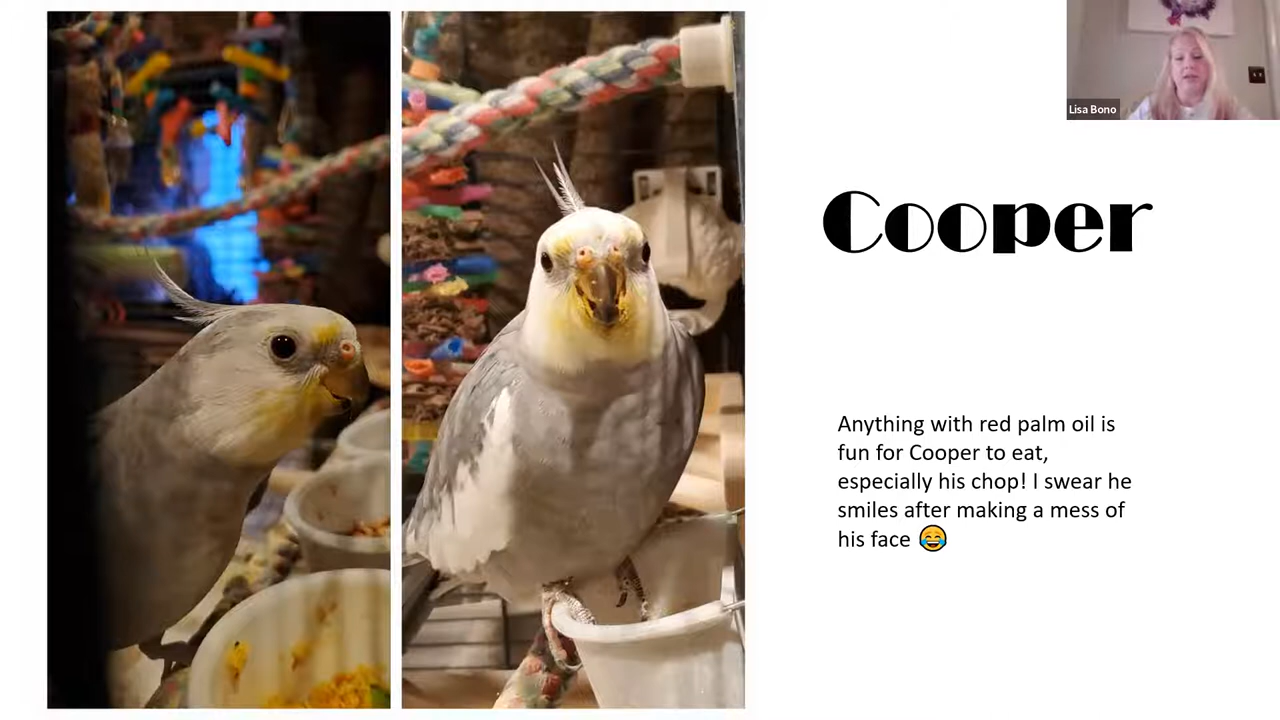 Lisa Bono
Cooper
Anything with red palm oil is
fun for Cooper to eat,
especially his chop! I swear he
smiles after making a mess of
his face 😂